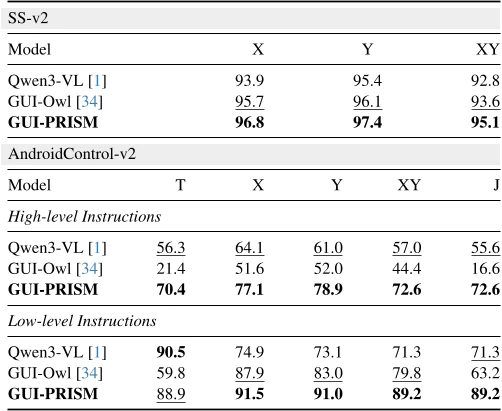 SS-v2
Model X Y XY
Qwen3-VL [1] 93.9 95.4 92.8
GUI-Owl [34] 95.7 96.1 93.6
GUI-PRISM 96.8 97.4 95.1
AndroidControl-v2
Model T X Y XY J
High-level Instructions
Qwen3-VL [1] 56.3 64.1 61.0 57.0 55.6
GUI-Owl [34] 21.4 51.6 52.0 44.4 16.6
GUI-PRISM 70.4 77.1 78.9 72.6 72.6
Low-level Instructions
Qwen3-VL [1] 90.5 74.9 73.1 71.3 71.3
GUI-Owl [34] 59.8 87.9 83.0 79.8 63.2
GUI-PRISM 88.9 91.5 91.0 89.2 89.2